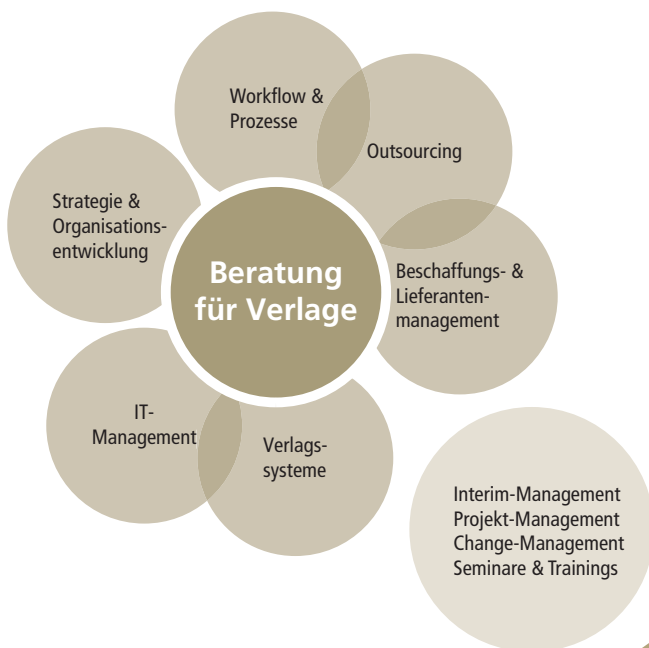 Workflow &
Prozesse
Outsourcing
Strategie &
Organisations-
entwicklung
Beratung
für Verlage
Beschaffungs- &
Lieferanten-
management
IT-
Management
Verlags-
systeme
Interim-Management
Projekt-Management
Change-Management
Seminare & Trainings